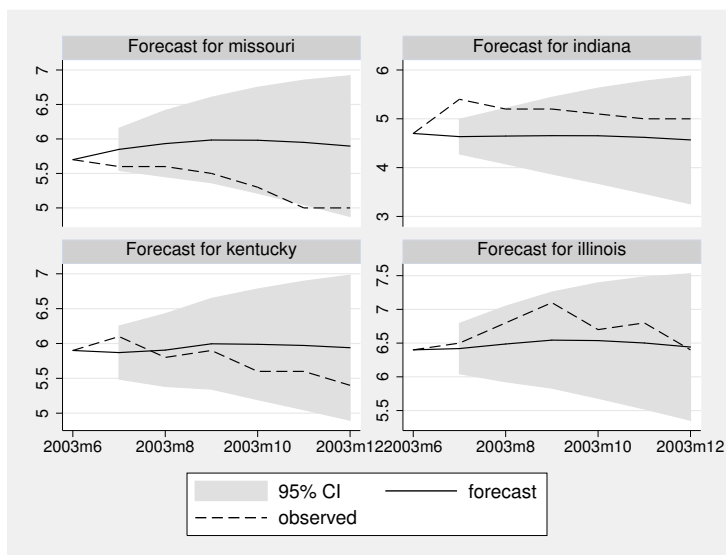 Forecast for missouri
7
6.5
6
5.5
5
Forecast for indiana
6
5
4
3
Forecast for kentucky
7
6.5
6
5.5
5
2003m6 2003m8 2003m10 2003m12
Forecast for illinois
7.5
7
6.5
6
5.5
2003m6 2003m8 2003m10 2003m12
95% CI
forecast
observed